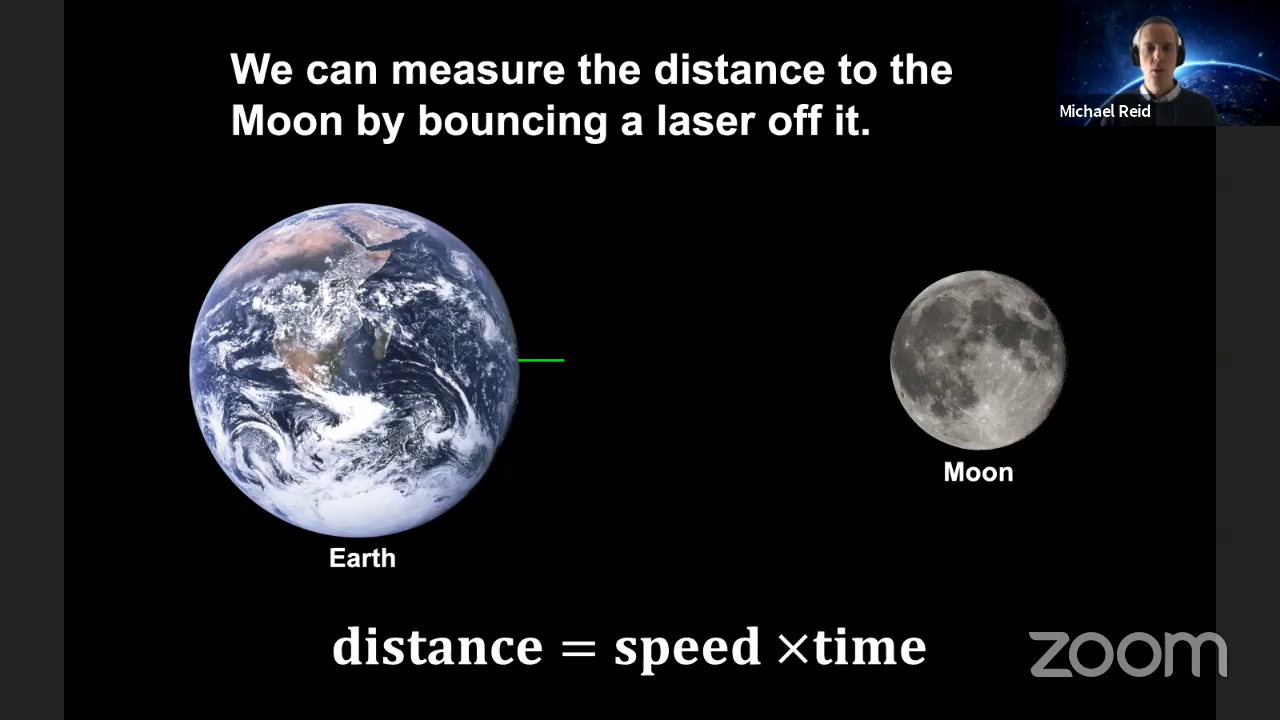 We can measure the distance to the
Moon by bouncing a laser off it.
Michael Reid
Moon
Earth
distance = speed ×time
zoom